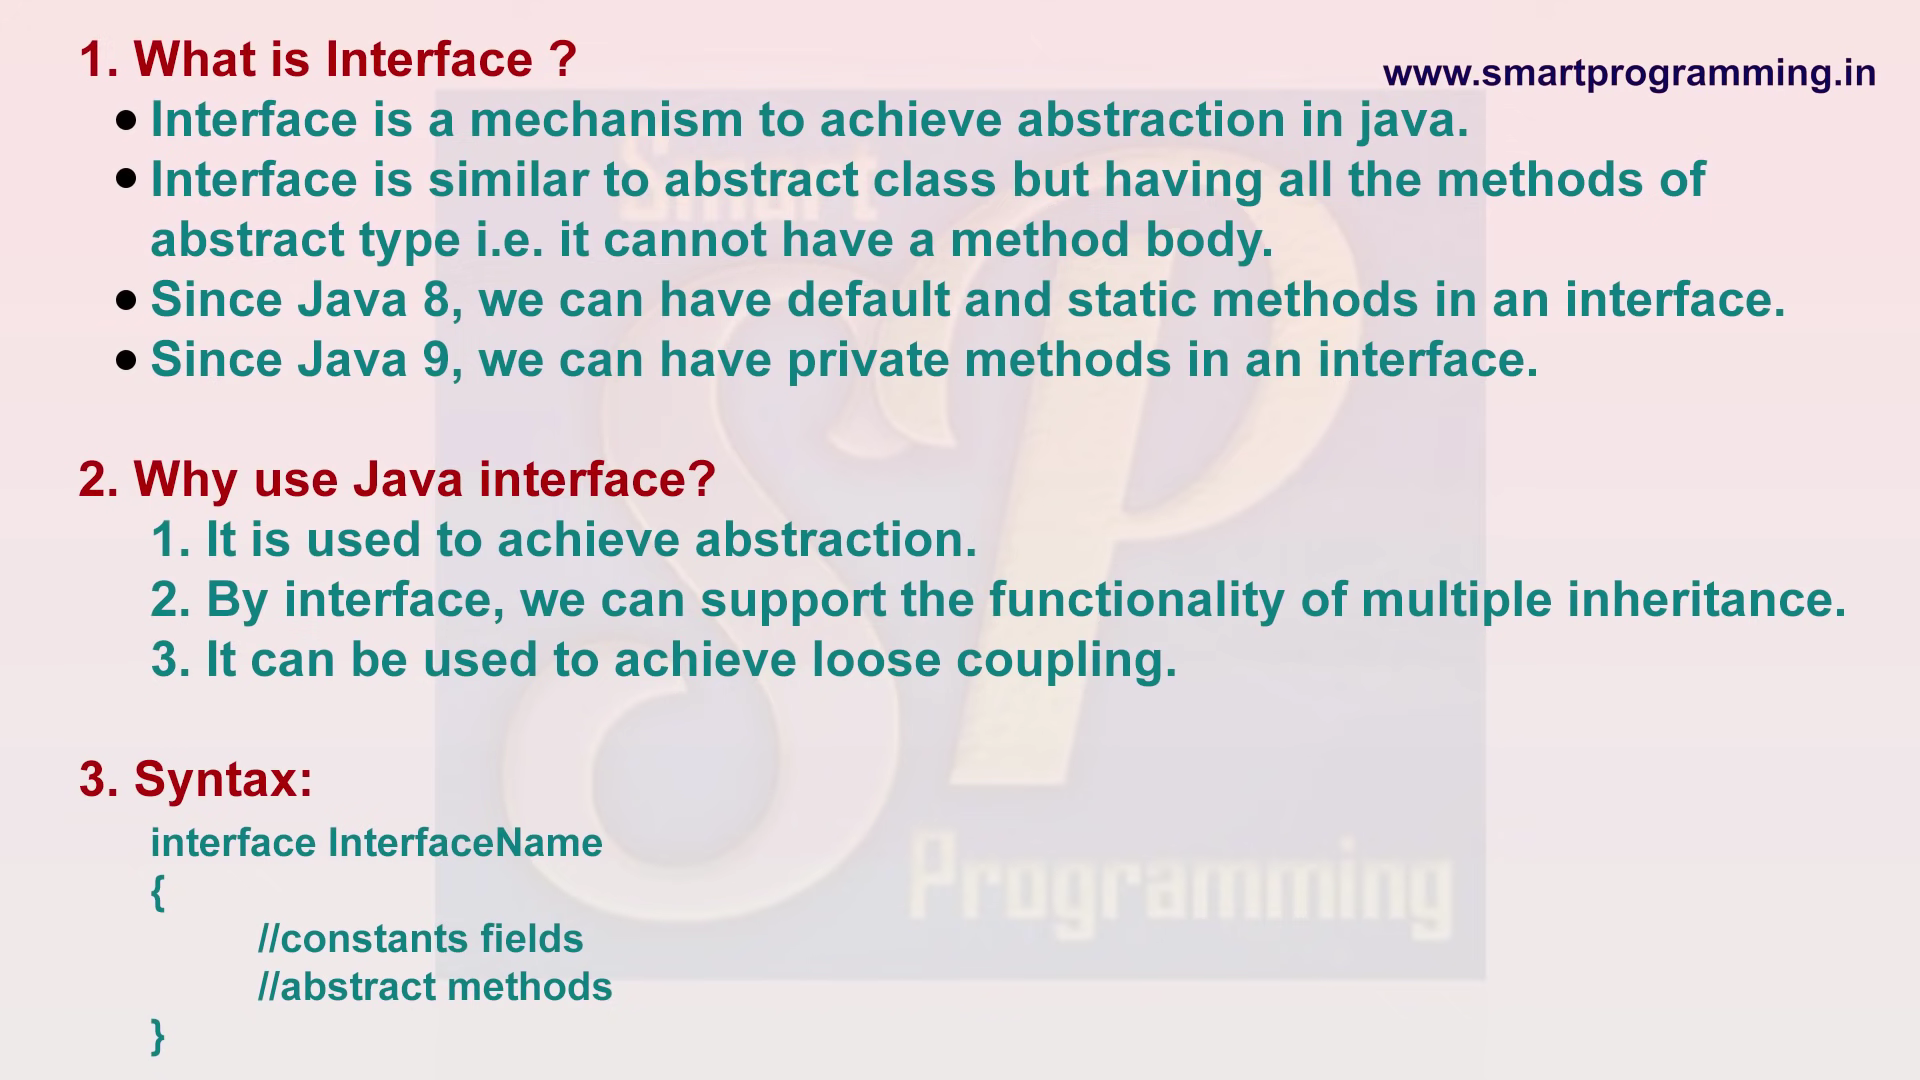 1. What is Interface ?
www.smartprogramming.in
● Interface is a mechanism to achieve abstraction in java.
● Interface is similar to abstract class but having all the methods of
abstract type i.e. it cannot have a method body.
● Since Java 8, we can have default and static methods in an interface.
● Since Java 9, we can have private methods in an interface.
2. Why use Java interface?
1. It is used to achieve abstraction.
2. By interface, we can support the functionality of multiple inheritance.
3. It can be used to achieve loose coupling.
3. Syntax:
interface InterfaceName
{
//constants fields
//abstract methods
}
Smart
SP
Programming